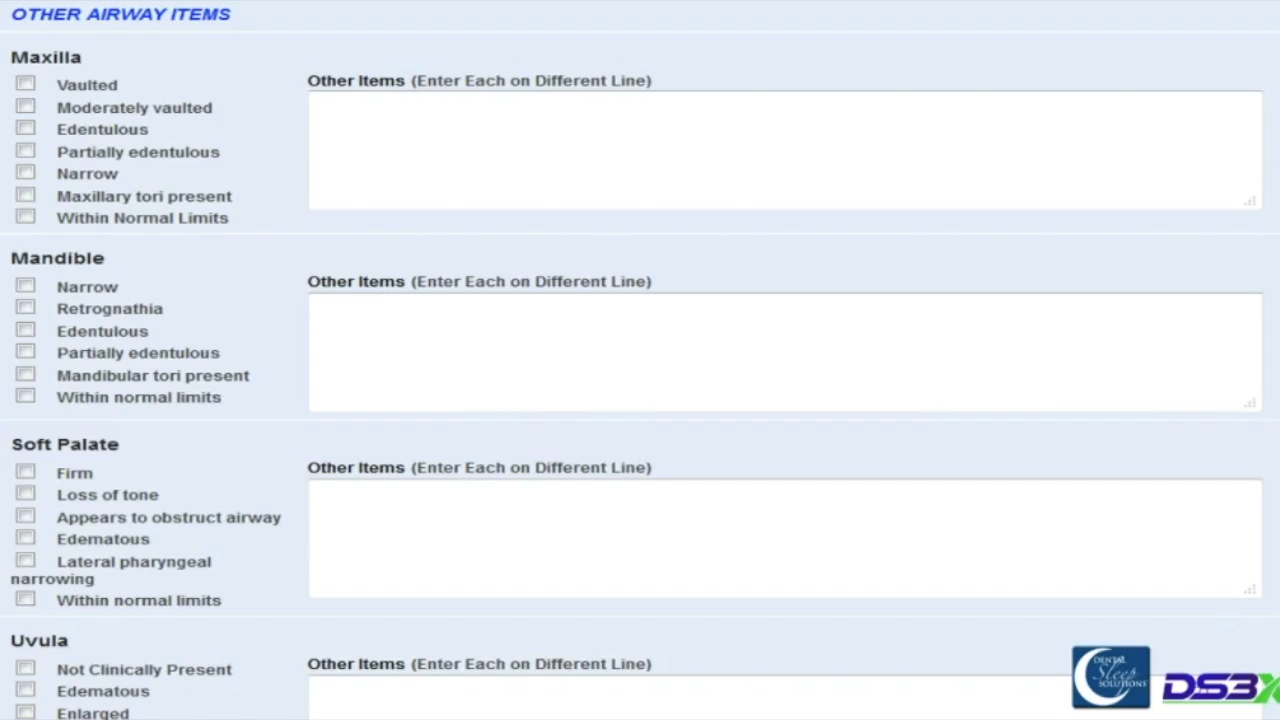 OTHER AIRWAY ITEMS
Maxilla
Vaulted
Other Items (Enter Each on Different Line)
Moderately vaulted
Edentulous
Partially edentulous
Narrow
Maxillary tori present
Within Normal Limits
Mandible
Narrow
Other Items (Enter Each on Different Line)
Retrognathia
Edentulous
Partially edentulous
Mandibular tori present
Within normal limits
Soft Palate
Firm
Other Items (Enter Each on Different Line)
Loss of tone
Appears to obstruct airway
Edematous
Lateral pharyngeal
narrowing
Within normal limits
Uvula
Not Clinically Present
Other Items (Enter Each on Different Line)
Edematous
Enlarged
DENTAL
Sleep
SOLUTIONS
DS3X